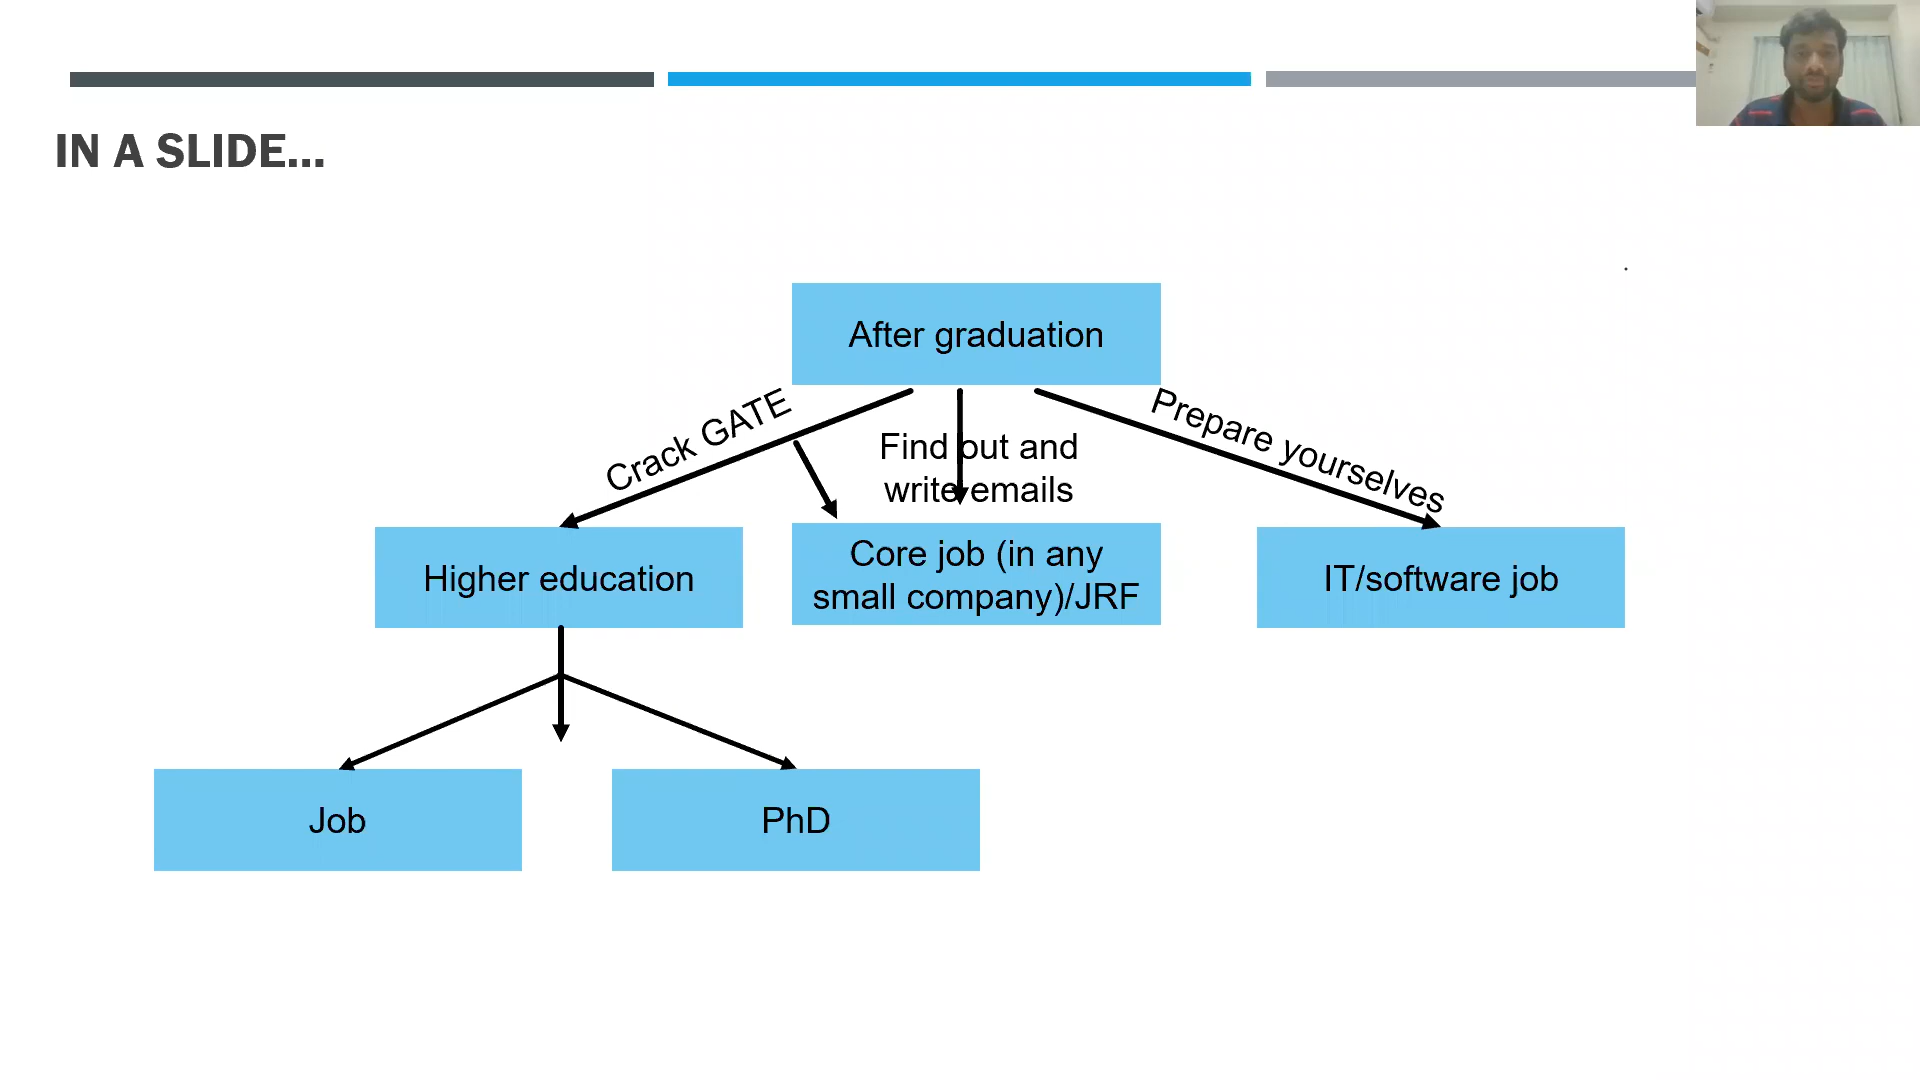 IN A SLIDE...
After graduation
Crack GATE
Find out and
write emails
Prepare yourselves
Higher education
Core job (in any
small company)/JRF
IT/software job
Job
PhD